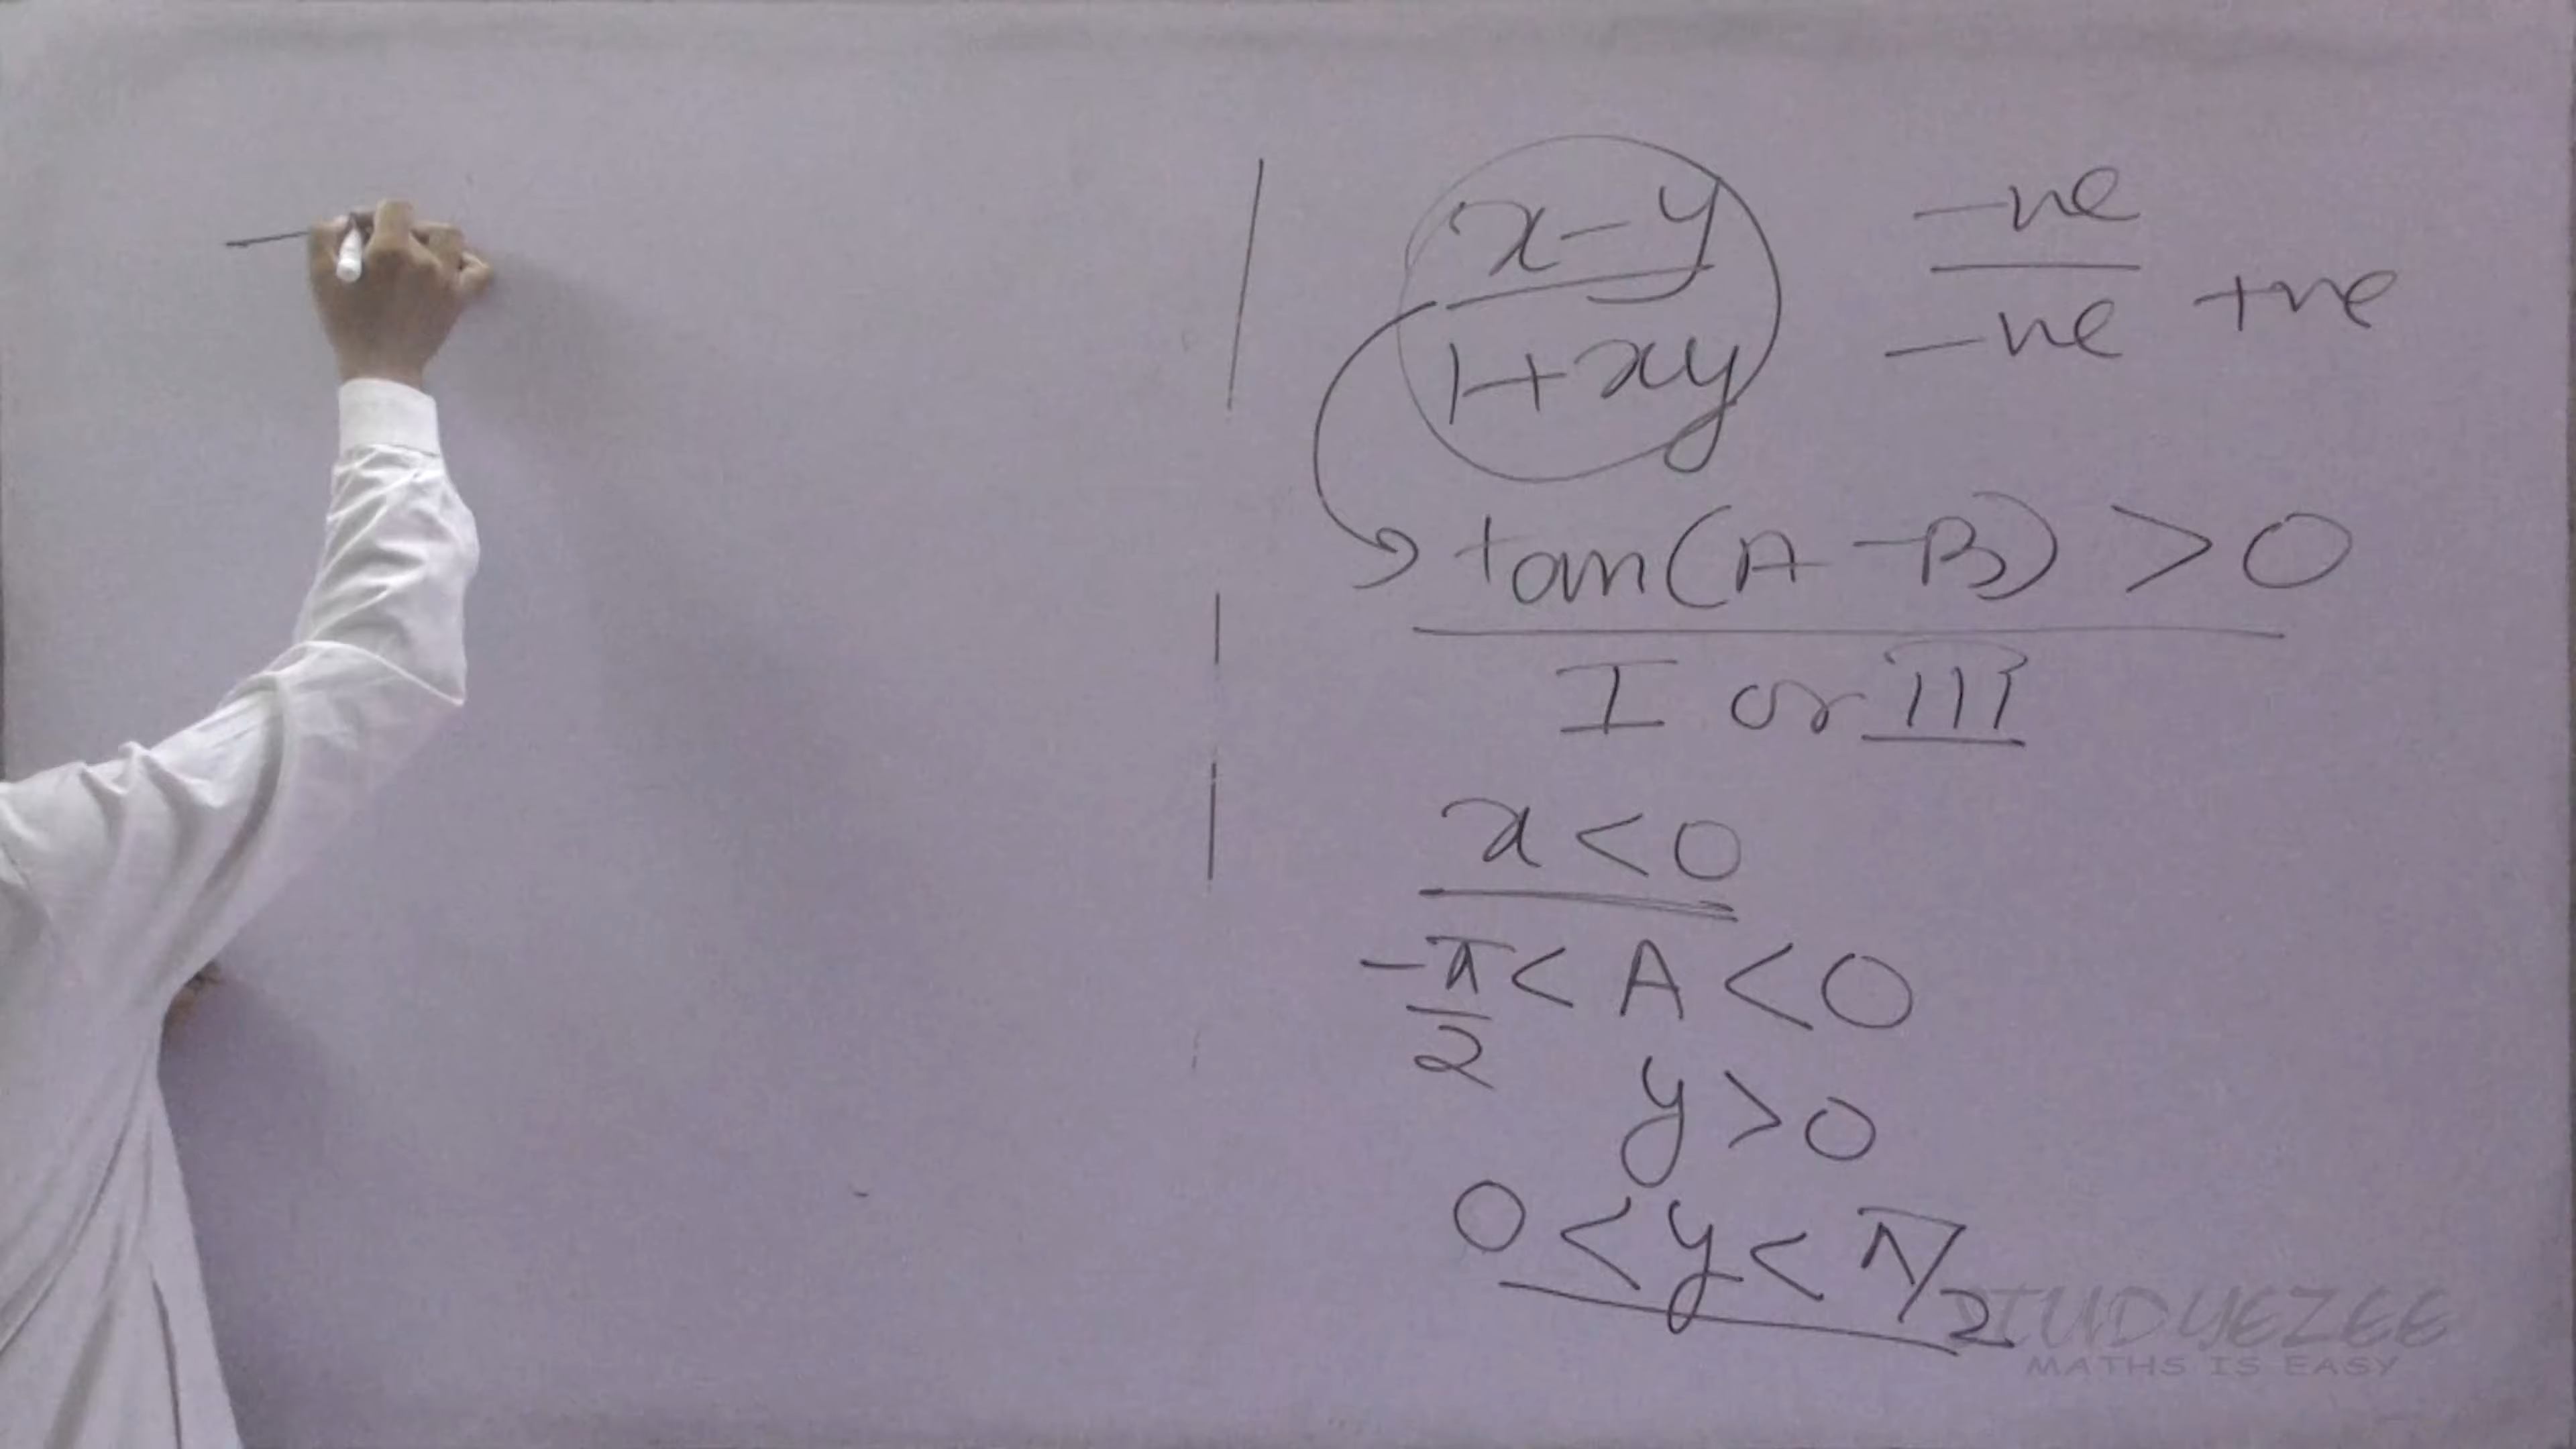 x-y/1+xy -ve/-ve +ve
tan(A-B) > 0
I or III
x < 0
-π/2 < A < 0
y > 0
0 < y < π/2
STUDYEZEE
MATHS IS EASY